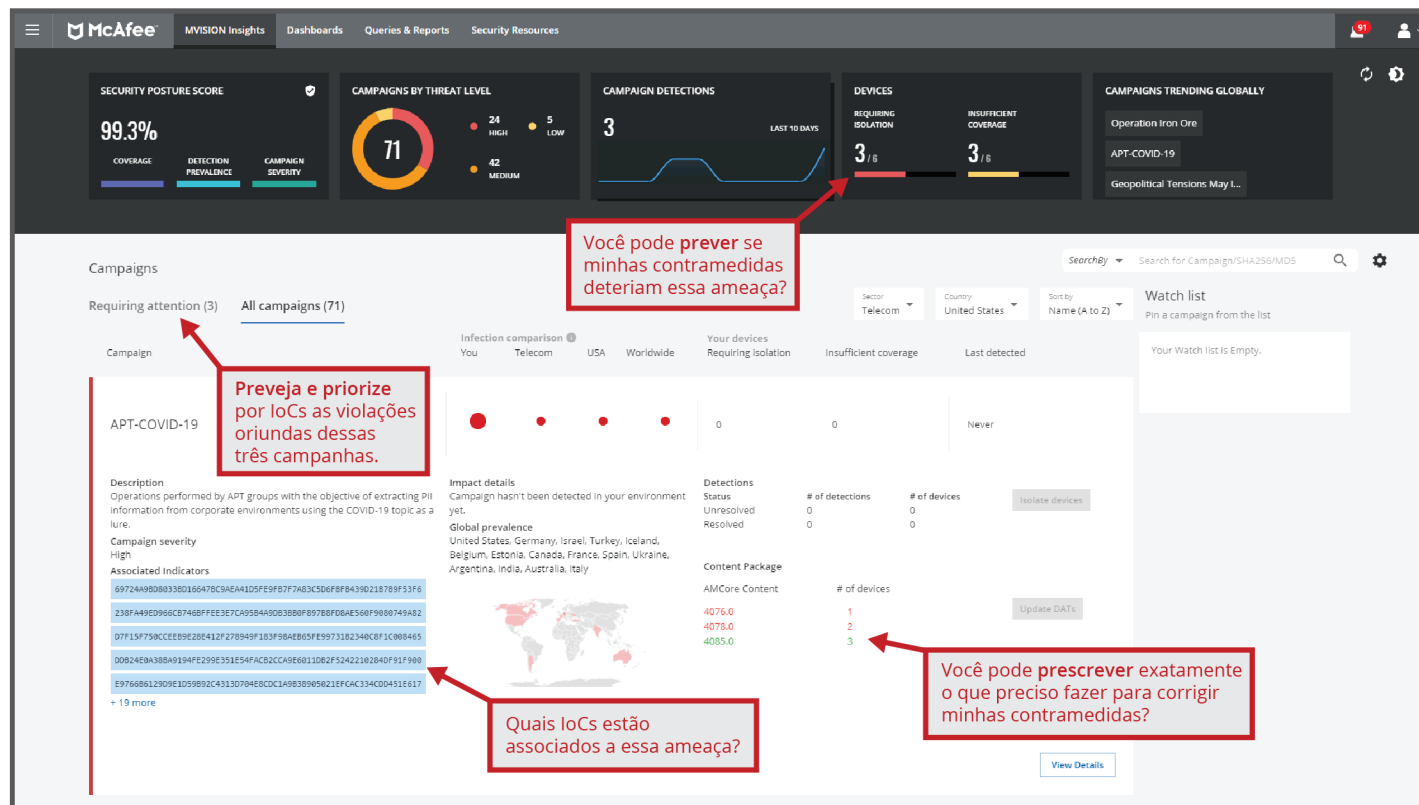 McAfee™
MVISION Insights
Dashboards
Queries & Reports
Security Resources
91
SECURITY POSTURE SCORE
99.3%
COVERAGE
DETECTION
PREVALENCE
CAMPAIGN
SEVERITY
CAMPAIGNS BY THREAT LEVEL
71
24
HIGH
5
LOW
42
MEDIUM
CAMPAIGN DETECTIONS
3
LAST 10 DAYS
DEVICES
REQUIRING
ISOLATION
3/6
INSUFFICIENT
COVERAGE
3/6
CAMPAIGNS TRENDING GLOBALLY
Operation Iron Ore
APT-COVID-19
Geopolitical Tensions May I...
Você pode prever se
minhas contramedidas
deteriam essa ameaça?
Campaigns
SearchBy
Search for Campaign/SHA256/MD5
Requiring attention (3)
All campaigns (71)
Sector
Telecom
Country
United States
Sort by
Name (A to Z)
Watch list
Pin a campaign from the list
Your Watch list is Empty.
Campaign
Infection comparison
You
Telecom
USA
Worldwide
Your devices
Requiring isolation
Insufficient coverage
Last detected
Preveja e priorize
por IoCs as violações
oriundas dessas
três campanhas.
APT-COVID-19
0
0
Never
Description
Operations performed by APT groups with the objective of extracting PII
information from corporate environments using the COVID-19 topic as a
lure.
Campaign severity
High
Associated Indicators
69724A9BD8033BD16647BC9AEA41D5FE9FB7F7A83C5D6FBFB439D218789F53F6
238FA49ED966CB746BFFEE3E7CA95B4A9DB3BB0F897B8FD8AE560F9080749A82
D7F15F750CCEEB9E28E412F278949F183F98AEB65FE99731B2340C8F1C008465
DDB24E0A38BA9194FE299E351E54FACB2CCA9E6011DB2F5242210284DF91F900
E9766B6129D9E1D59B92C4313D704E8CDC1A9B38905021EFCAC334CDD451E617
+ 19 more
Impact details
Campaign hasn't been detected in your environment
yet.
Global prevalence
United States, Germany, Israel, Turkey, Iceland,
Belgium, Estonia, Canada, France, Spain, Ukraine,
Argentina, India, Australia, Italy
Detections
Status
# of detections
# of devices
Unresolved
0
0
Resolved
0
0
Isolate devices
Content Package
AMCore Content
# of devices
4076.0
1
4078.0
2
4085.0
3
Update DATs
Você pode prescrever exatamente
o que preciso fazer para corrigir
minhas contramedidas?
Quais IoCs estão
associados a essa ameaça?
View Details